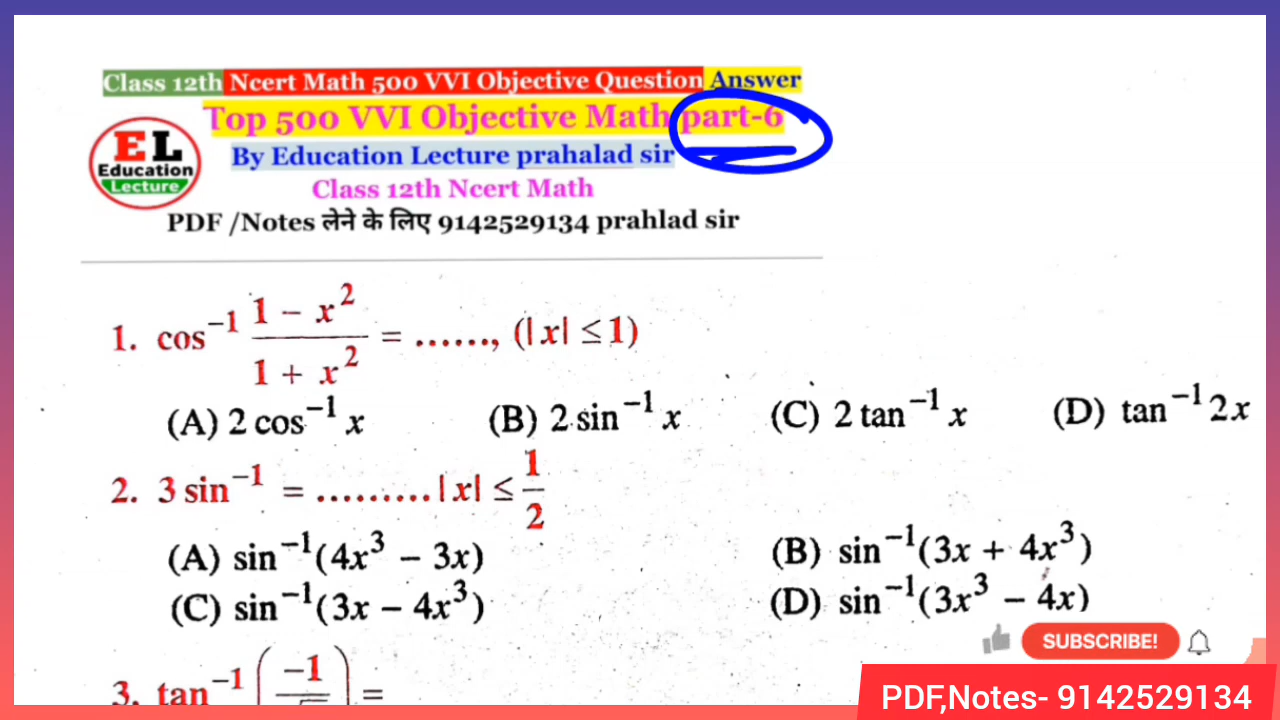 Class 12th Ncert Math 500 VVI Objective Question Answer
Top 500 VVI Objective Math part-6
EL
Education
Lecture
By Education Lecture prahalad sir
Class 12th Ncert Math
PDF /Notes लेने के लिए 9142529134 prahlad sir
1. cos⁻¹ (1 − x²)/(1 + x²) = ......, (|x| ≤ 1)
(A) 2 cos⁻¹ x (B) 2 sin⁻¹ x (C) 2 tan⁻¹ x (D) tan⁻¹ 2x
2. 3 sin⁻¹ = .........|x| ≤ 1/2
(A) sin⁻¹(4x³ − 3x) (B) sin⁻¹(3x + 4x³)
(C) sin⁻¹(3x − 4x³) (D) sin⁻¹(3x³ − 4x)
SUBSCRIBE!
3. tan⁻¹ (−1) =
PDF,Notes- 9142529134